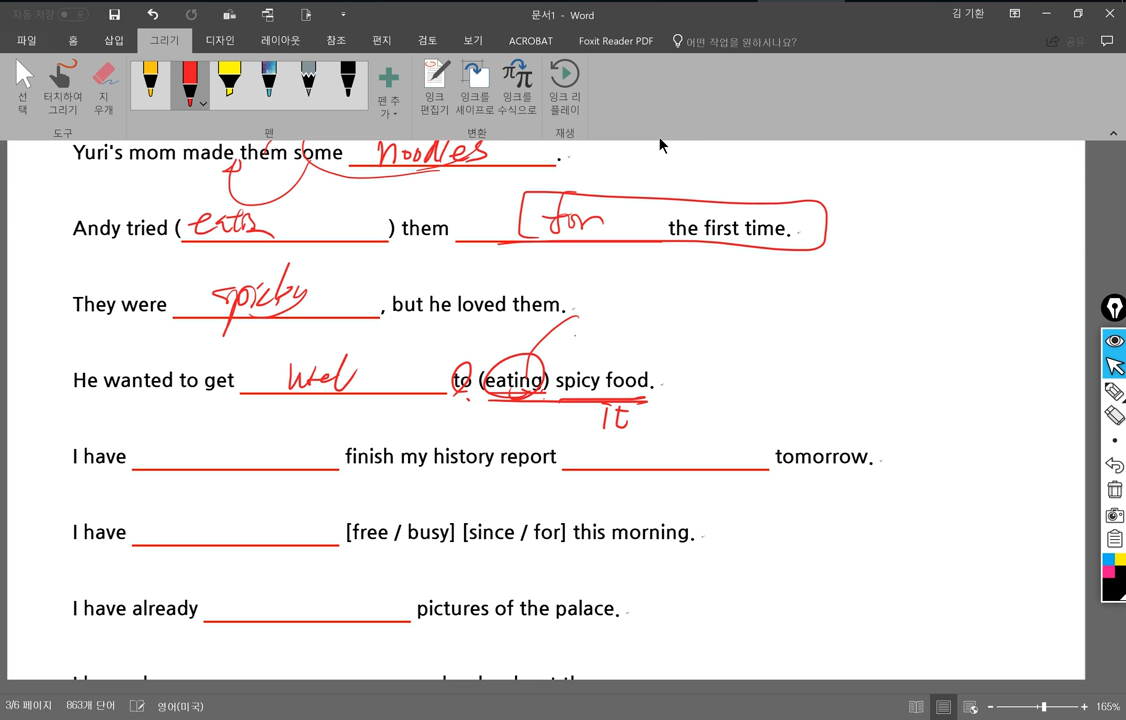 자동 저장
문서1 - Word
김 기환
파일 홈 삽입 그리기 디자인 레이아웃 참조 편지 검토 보기 ACROBAT Foxit Reader PDF 어떤 작업을 원하시나요? 공유
선택 터치하여 그리기 지우개 펜 추가 잉크 편집기 잉크를 셰이프로 잉크를 수식으로 잉크 리플레이
도구 펜 변환 재생
Yuri's mom made them some noodles .
Andy tried ( ) them for the first time.
They were , but he loved them.
He wanted to get to (eating) spicy food.
it
I have finish my history report tomorrow.
I have [free / busy] [since / for] this morning.
I have already pictures of the palace.
3/6 페이지 863개 단어 영어(미국) 165%